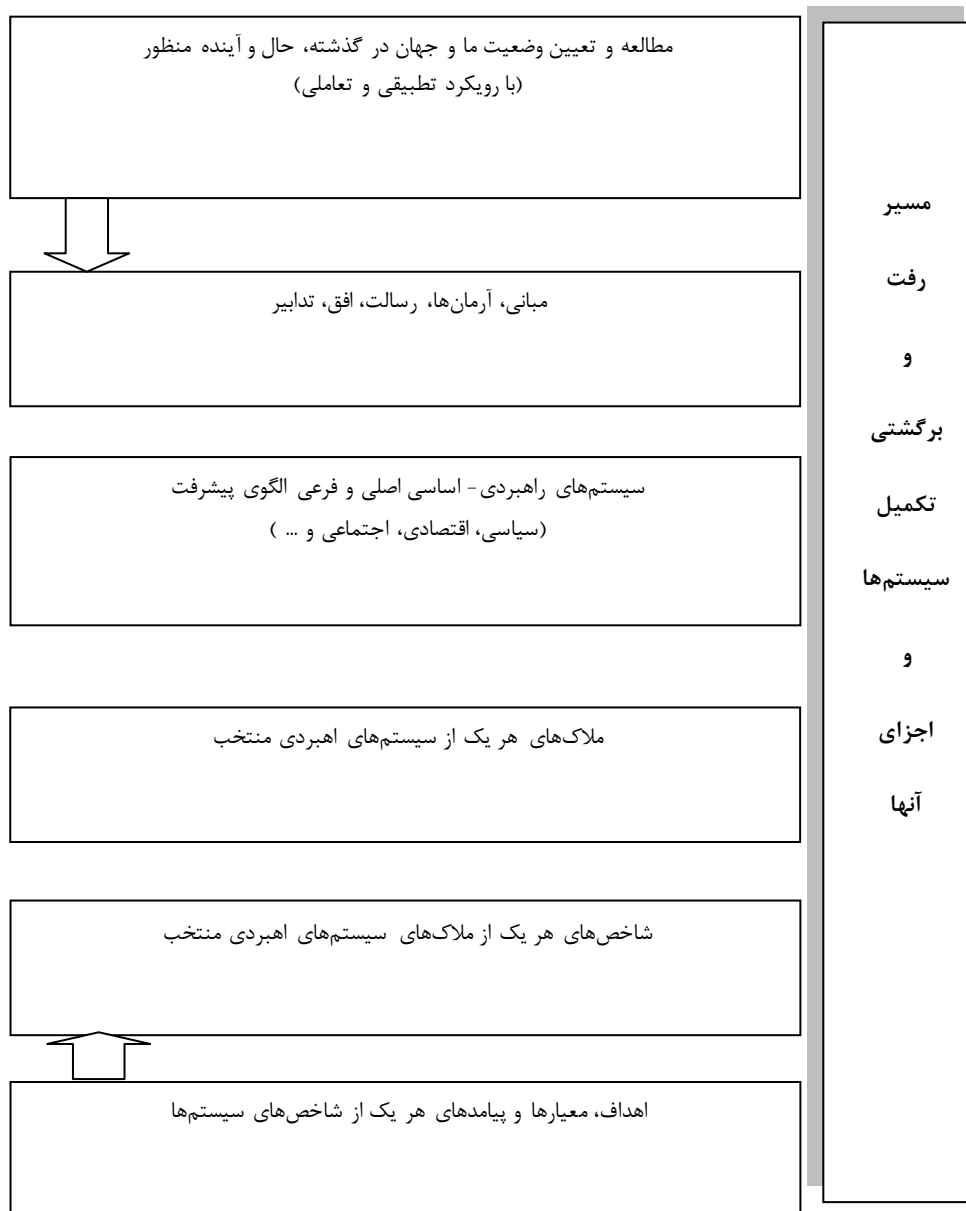 مطالعه و تعیین وضعیت ما و جهان در گذشته، حال و آینده منظور
(با رویکرد تطبیقی و تعاملی)
مبانی، آرمان‌ها، رسالت، افق، تدابیر
سیستم‌های راهبردی- اساسی اصلی و فرعی الگوی پیشرفت
(سیاسی، اقتصادی، اجتماعی و ... )
ملاک‌های هر یک از سیستم‌های اهبردی منتخب
شاخص‌های هر یک از ملاک‌های سیستم‌های اهبردی منتخب
اهداف، معیارها و پیامدهای هر یک از شاخص‌های سیستم‌ها
مسیر
رفت
و
برگشتی
تکمیل
سیستم‌ها
و
اجزای
آنها